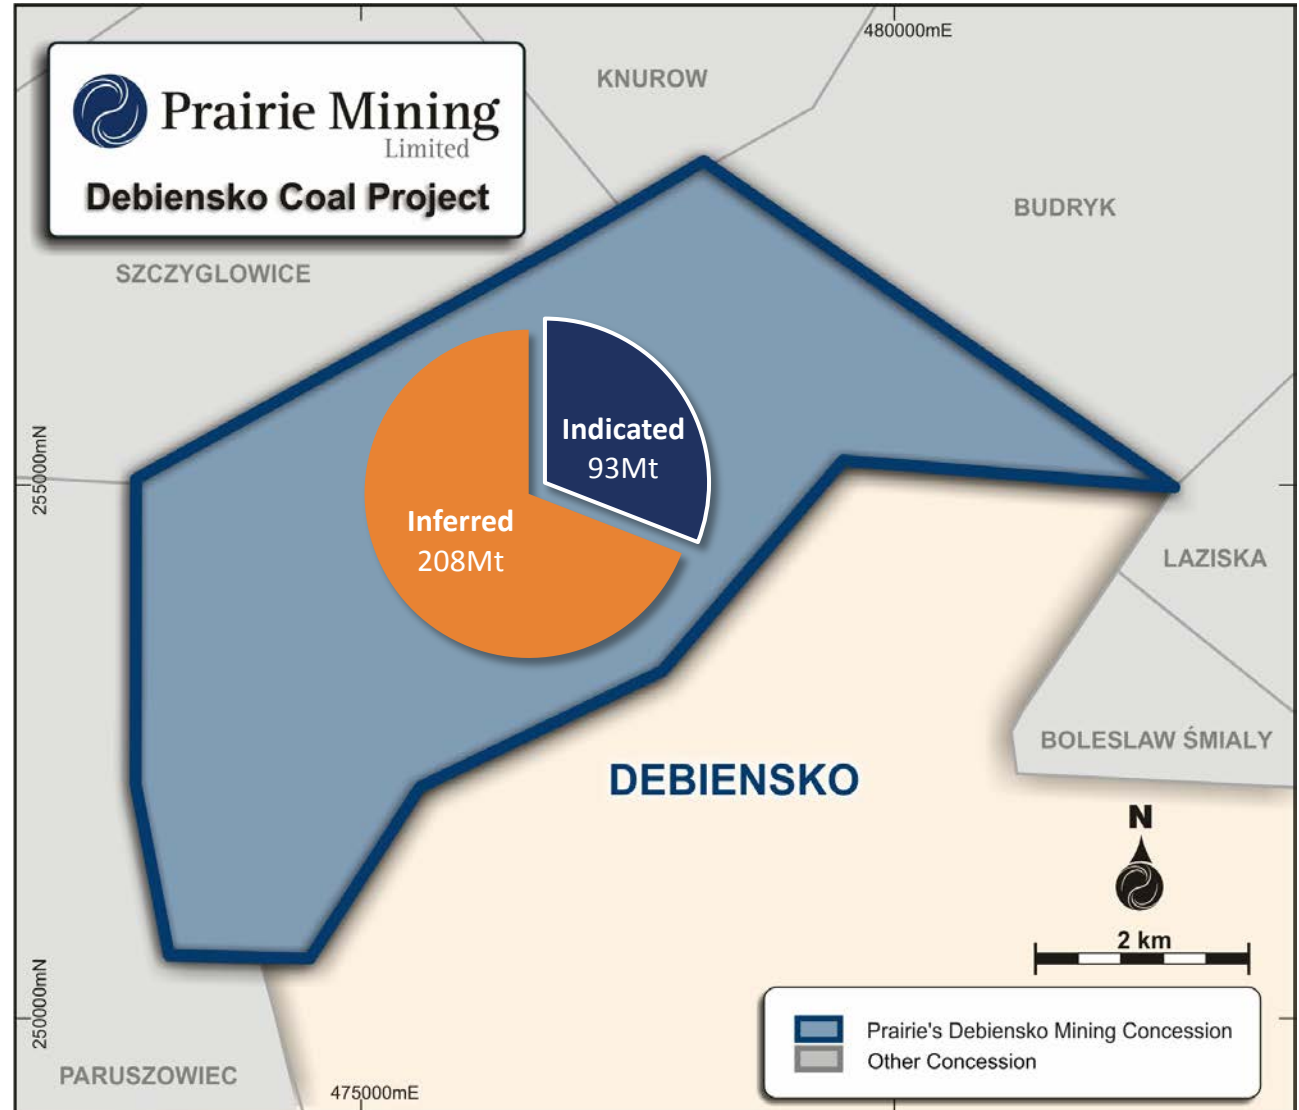 480000mE
KNUROW
Prairie Mining
Limited
Debiensko Coal Project
BUDRYK
SZCZYGLOWICE
Indicated
93Mt
255000mN
Inferred
208Mt
LAZISKA
BOLESLAW ŚMIALY
DEBIENSKO
N
2 km
250000mN
Prairie's Debiensko Mining Concession
Other Concession
PARUSZOWIEC
475000mE